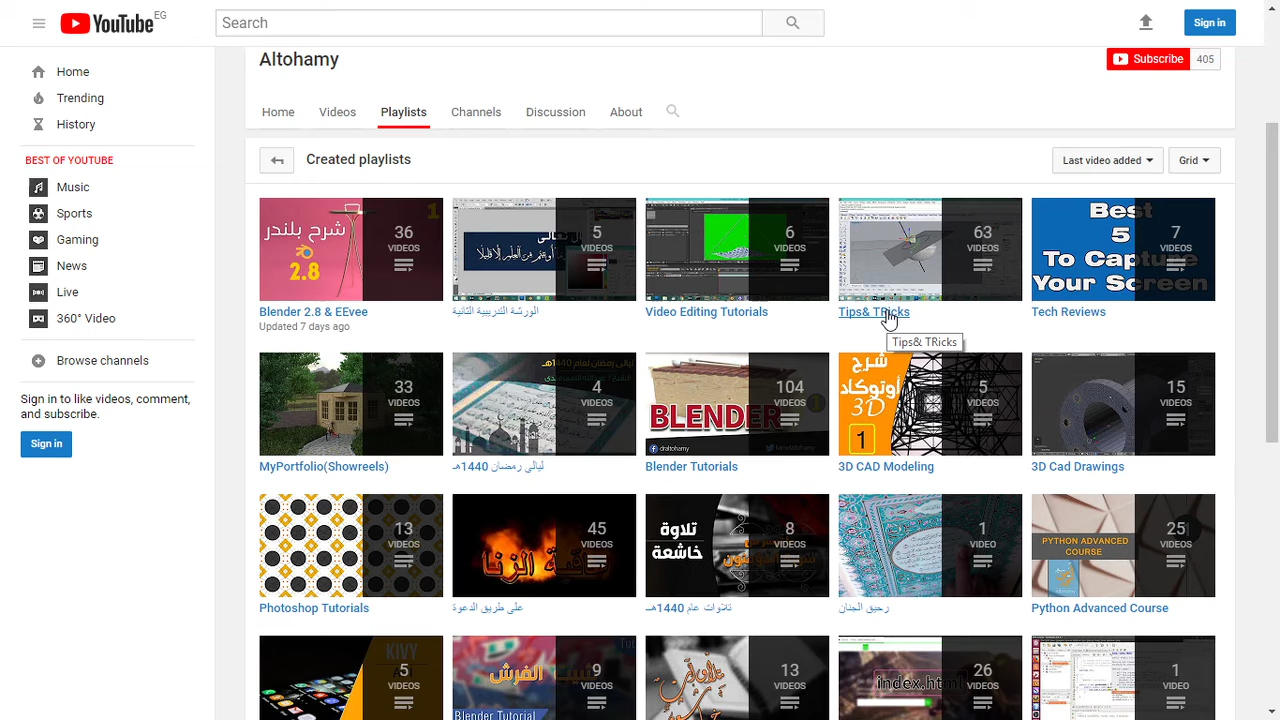 YouTube EG
Search
Sign in
Home
Trending
History
BEST OF YOUTUBE
Music
Sports
Gaming
News
Live
360° Video
Browse channels
Sign in to like videos, comment,
and subscribe.
Sign in
Altohamy
Subscribe 405
Home Videos Playlists Channels Discussion About
Created playlists
Last video added
Grid
شرح بلندر
2.8
1
36
VIDEOS
Blender 2.8 & EEvee
Updated 7 days ago
5
VIDEOS
الورشة التدريبية الثانية
6
VIDEOS
Video Editing Tutorials
63
VIDEOS
Tips& TRicks
Tips& TRicks
Best
5
To Capture
Your Screen
7
VIDEOS
Tech Reviews
33
VIDEOS
MyPortfolio(Showreels)
ليالى رمضان لعام 1440هـ
4
VIDEOS
ليالى رمضان 1440هـ
BLENDER
draltohamy
104
VIDEOS
Blender Tutorials
شرح
أوتوكاد
3D
1
5
VIDEOS
3D CAD Modeling
15
VIDEOS
3D Cad Drawings
13
VIDEOS
Photoshop Tutorials
45
VIDEOS
على طريق الدعوة
تلاوة
خاشعة
8
VIDEOS
تلاوات عام 1440هـ
1
VIDEO
رحيق الجنان
PYTHON ADVANCED
COURSE
25
VIDEOS
Python Advanced Course
VIDEOS
الفرش
Blender Tutorial
9
VIDEOS
13
VIDEOS
index.html
26
VIDEOS
1
VIDEO